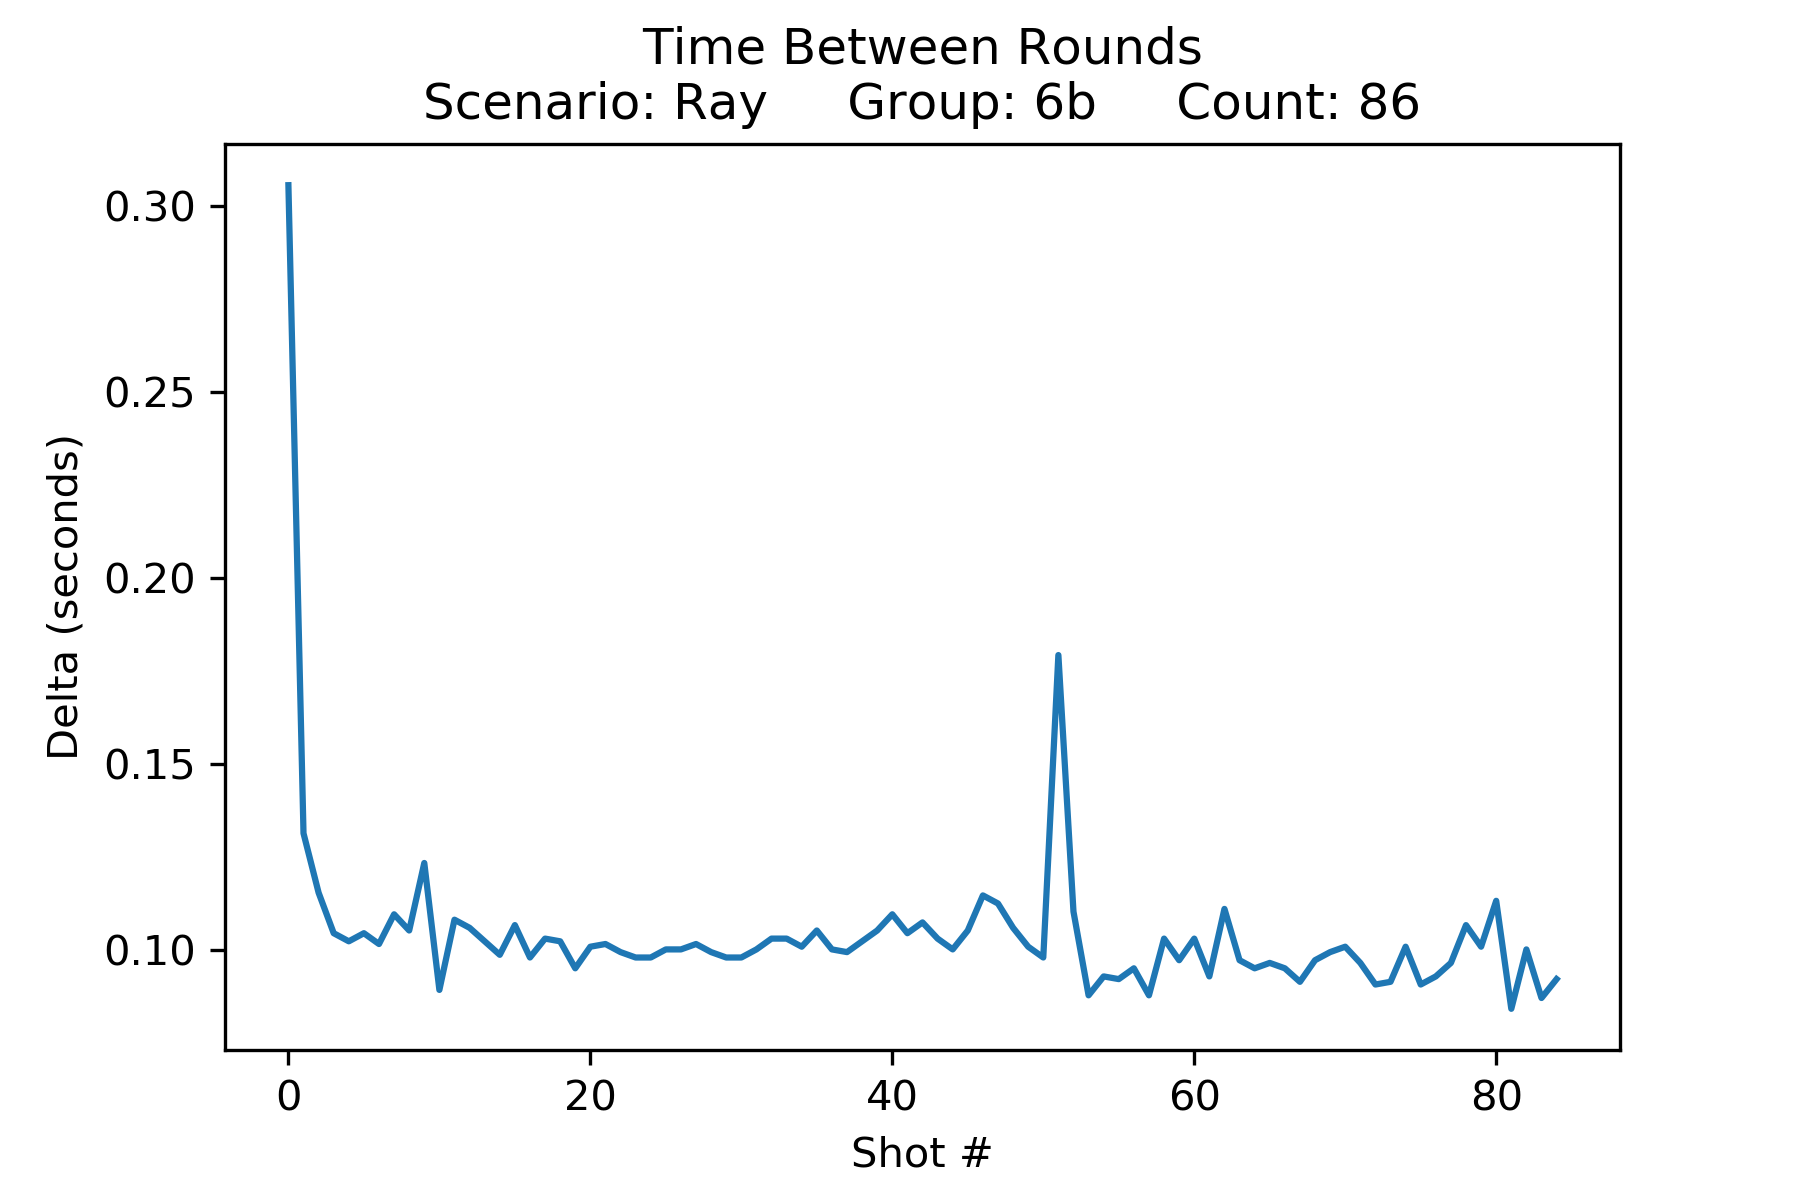 Time Between Rounds
Scenario: Ray Group: 6b Count: 86
0.30
0.25
0.20
0.15
0.10
Delta (seconds)
0 20 40 60 80
Shot #